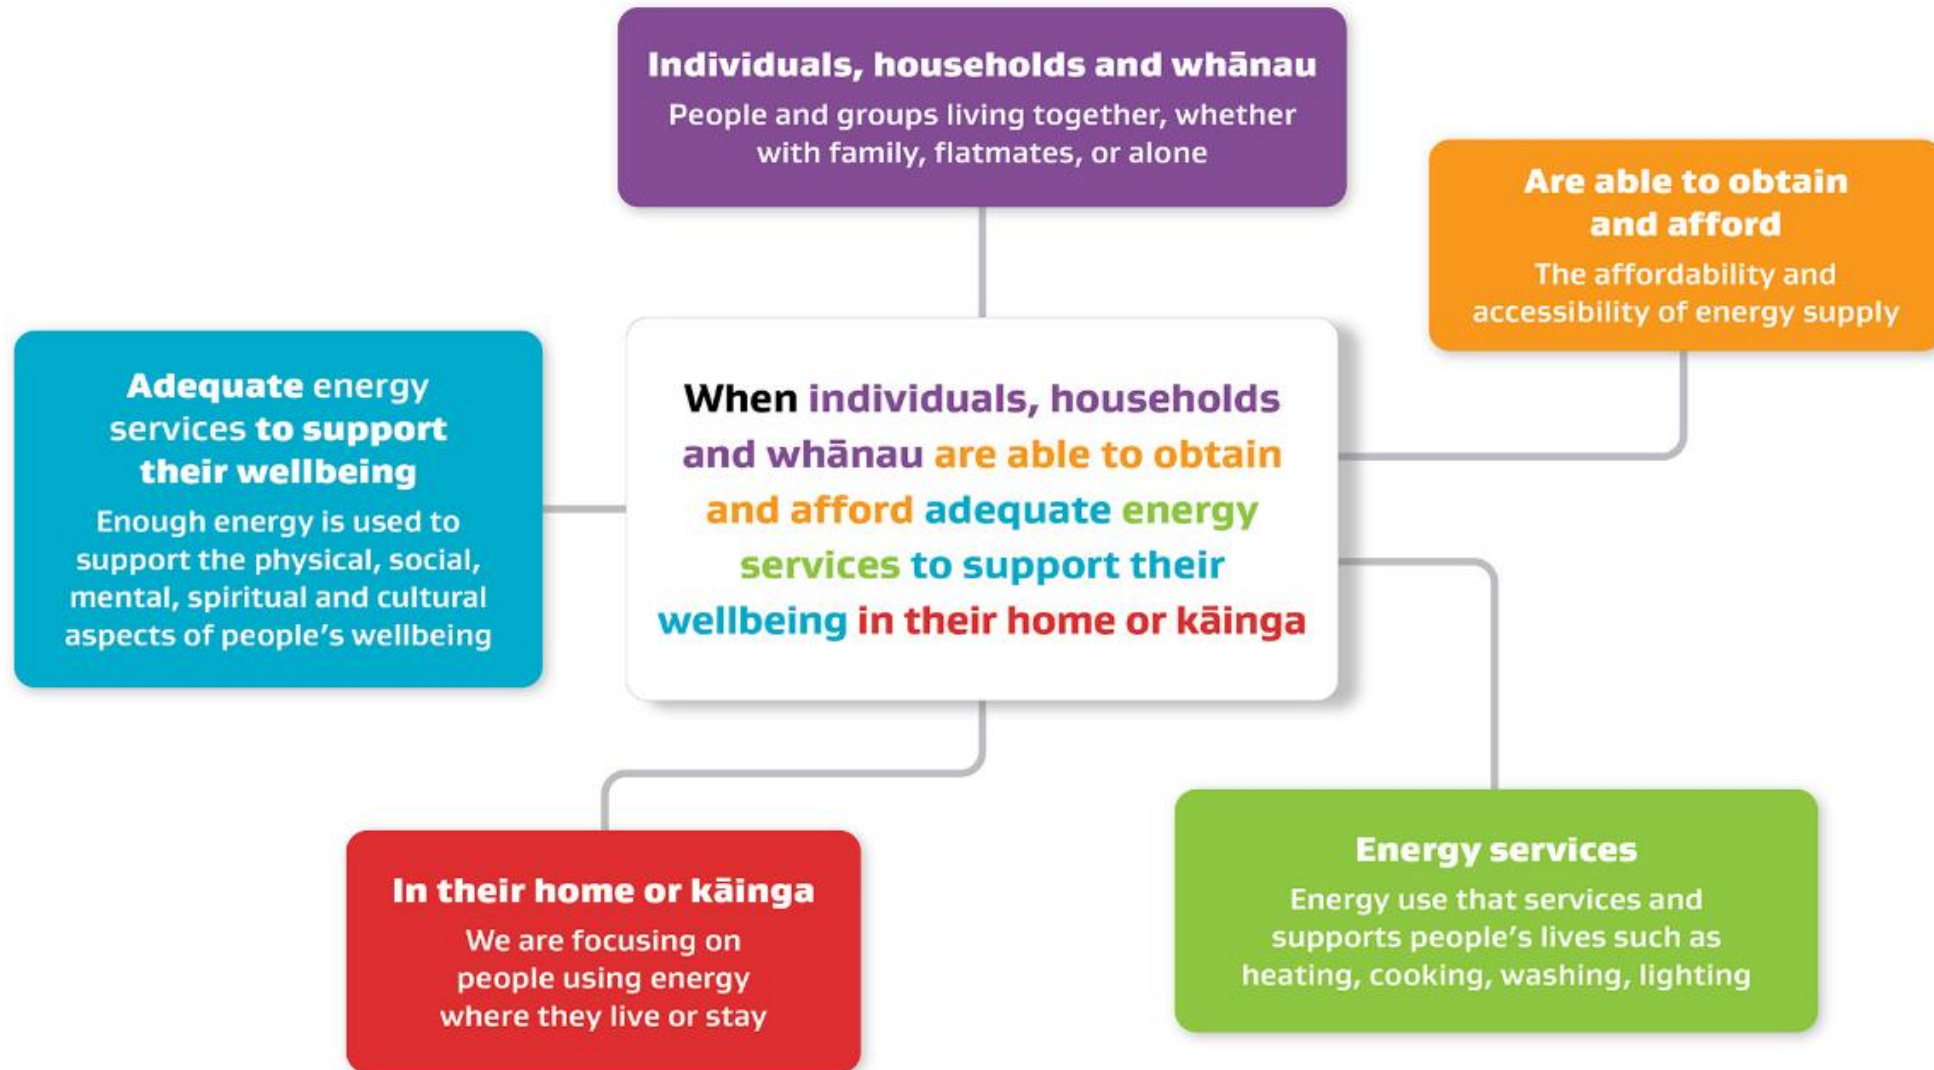 Individuals, households and whānau
People and groups living together, whether
with family, flatmates, or alone
Are able to obtain
and afford
The affordability and
accessibility of energy supply
Adequate energy
services to support
their wellbeing
Enough energy is used to
support the physical, social,
mental, spiritual and cultural
aspects of people’s wellbeing
When individuals, households
and whānau are able to obtain
and afford adequate energy
services to support their
wellbeing in their home or kāinga
In their home or kāinga
We are focusing on
people using energy
where they live or stay
Energy services
Energy use that services and
supports people’s lives such as
heating, cooking, washing, lighting